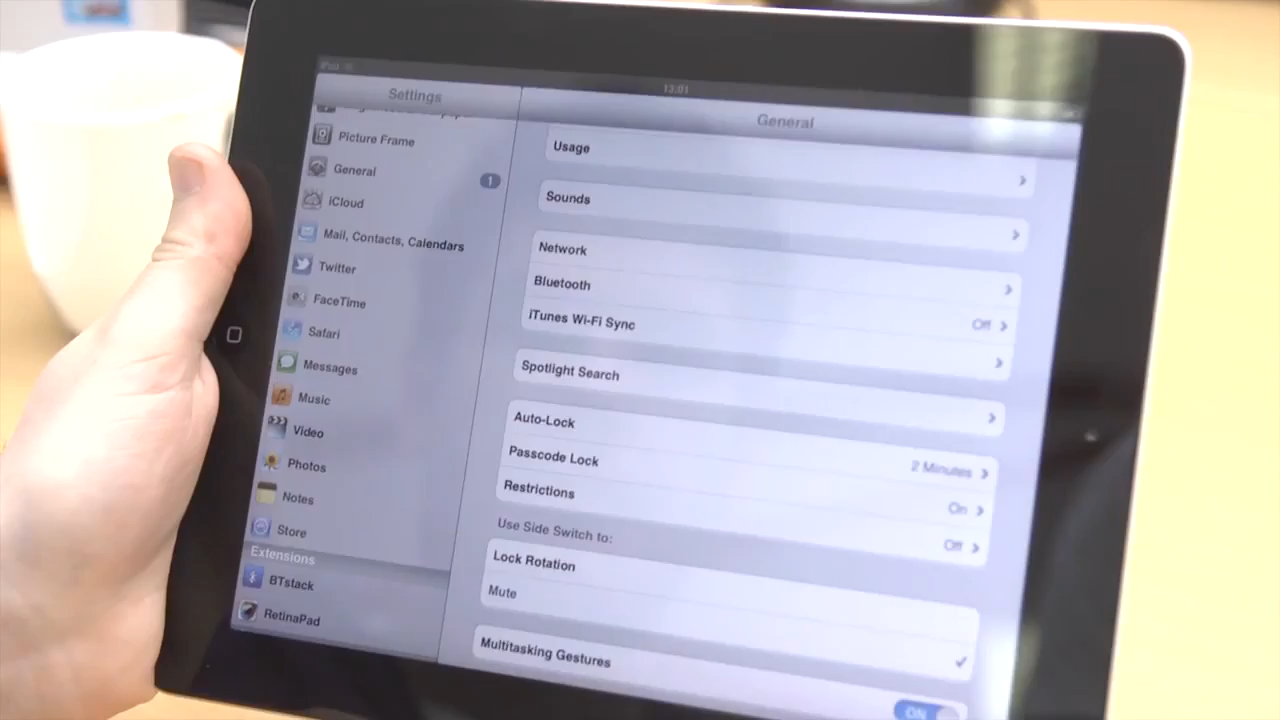 iPad
13:01
Settings
General
Picture Frame
General 1
iCloud
Mail, Contacts, Calendars
Twitter
FaceTime
Safari
Messages
Music
Video
Photos
Notes
Store
Extensions
BTstack
RetinaPad
Usage
Sounds
Network
Bluetooth Off
iTunes Wi-Fi Sync
Spotlight Search
Auto-Lock 2 Minutes
Passcode Lock On
Restrictions Off
Use Side Switch to:
Lock Rotation
Mute
Multitasking Gestures ON